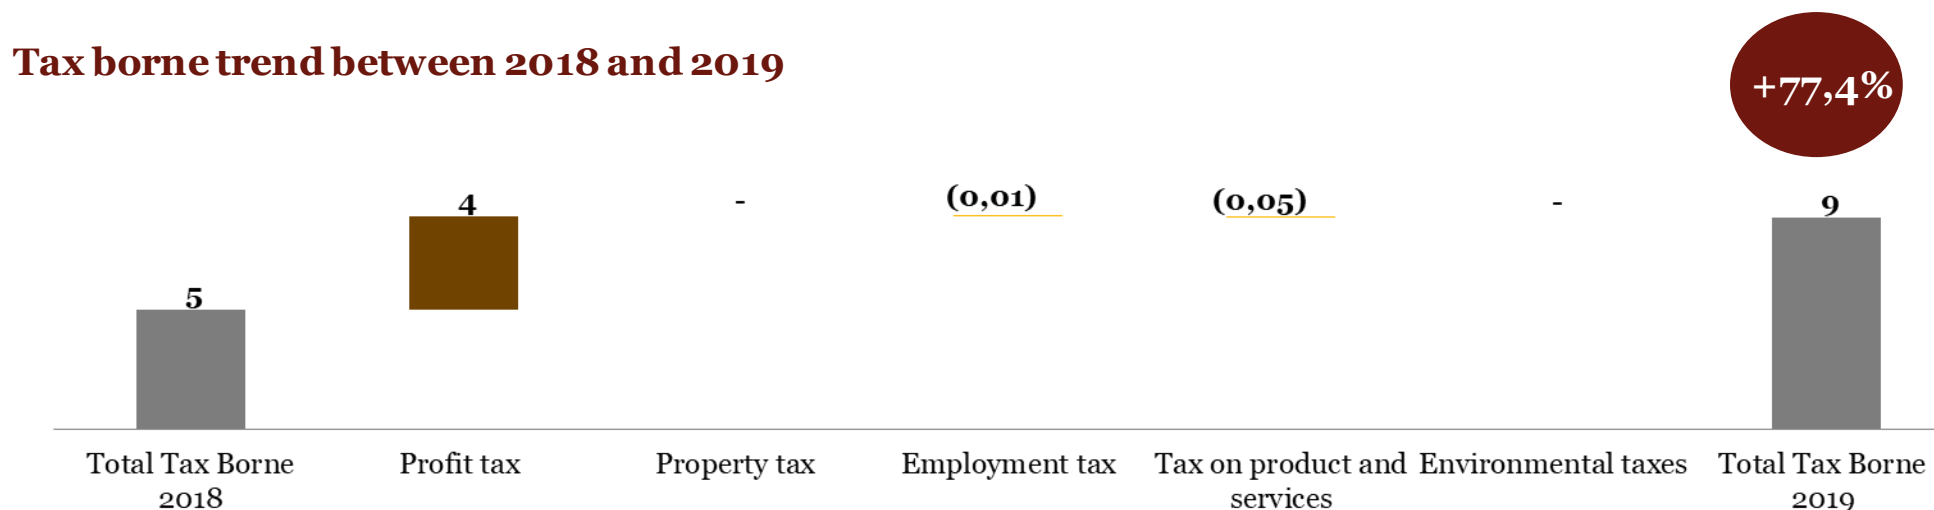 Tax borne trend between 2018 and 2019
+77,4%
5
4
-
(0,01)
(0,05)
-
9
Total Tax Borne
2018
Profit tax
Property tax
Employment tax
Tax on product and
services
Environmental taxes
Total Tax Borne
2019